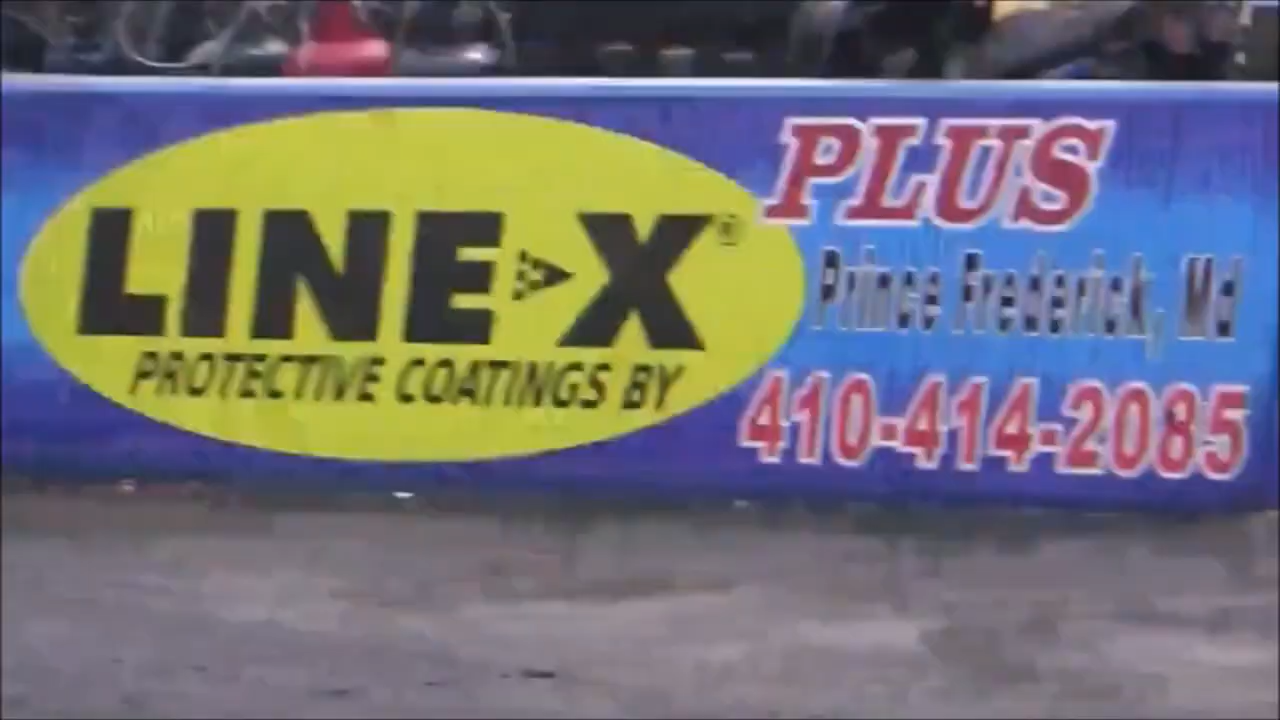 LINE-X®
PROTECTIVE COATINGS BY
PLUS
Prince Frederick, Md
410-414-2085